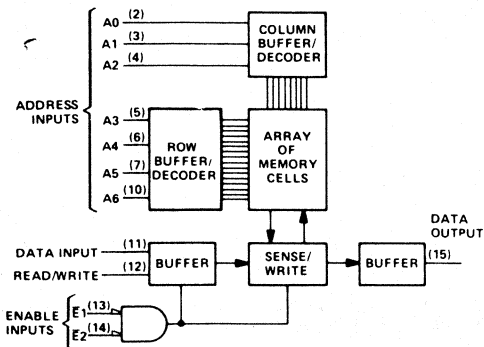 A0 (2)
A1 (3)
A2 (4)
COLUMN
BUFFER/
DECODER
ADDRESS
INPUTS
A3 (5)
A4 (6)
A5 (7)
A6 (10)
ROW
BUFFER/
DECODER
ARRAY
OF
MEMORY
CELLS
DATA INPUT (11)
READ/WRITE (12)
BUFFER
SENSE/
WRITE
BUFFER
DATA
OUTPUT
(15)
ENABLE
INPUTS
E1 (13)
E2 (14)